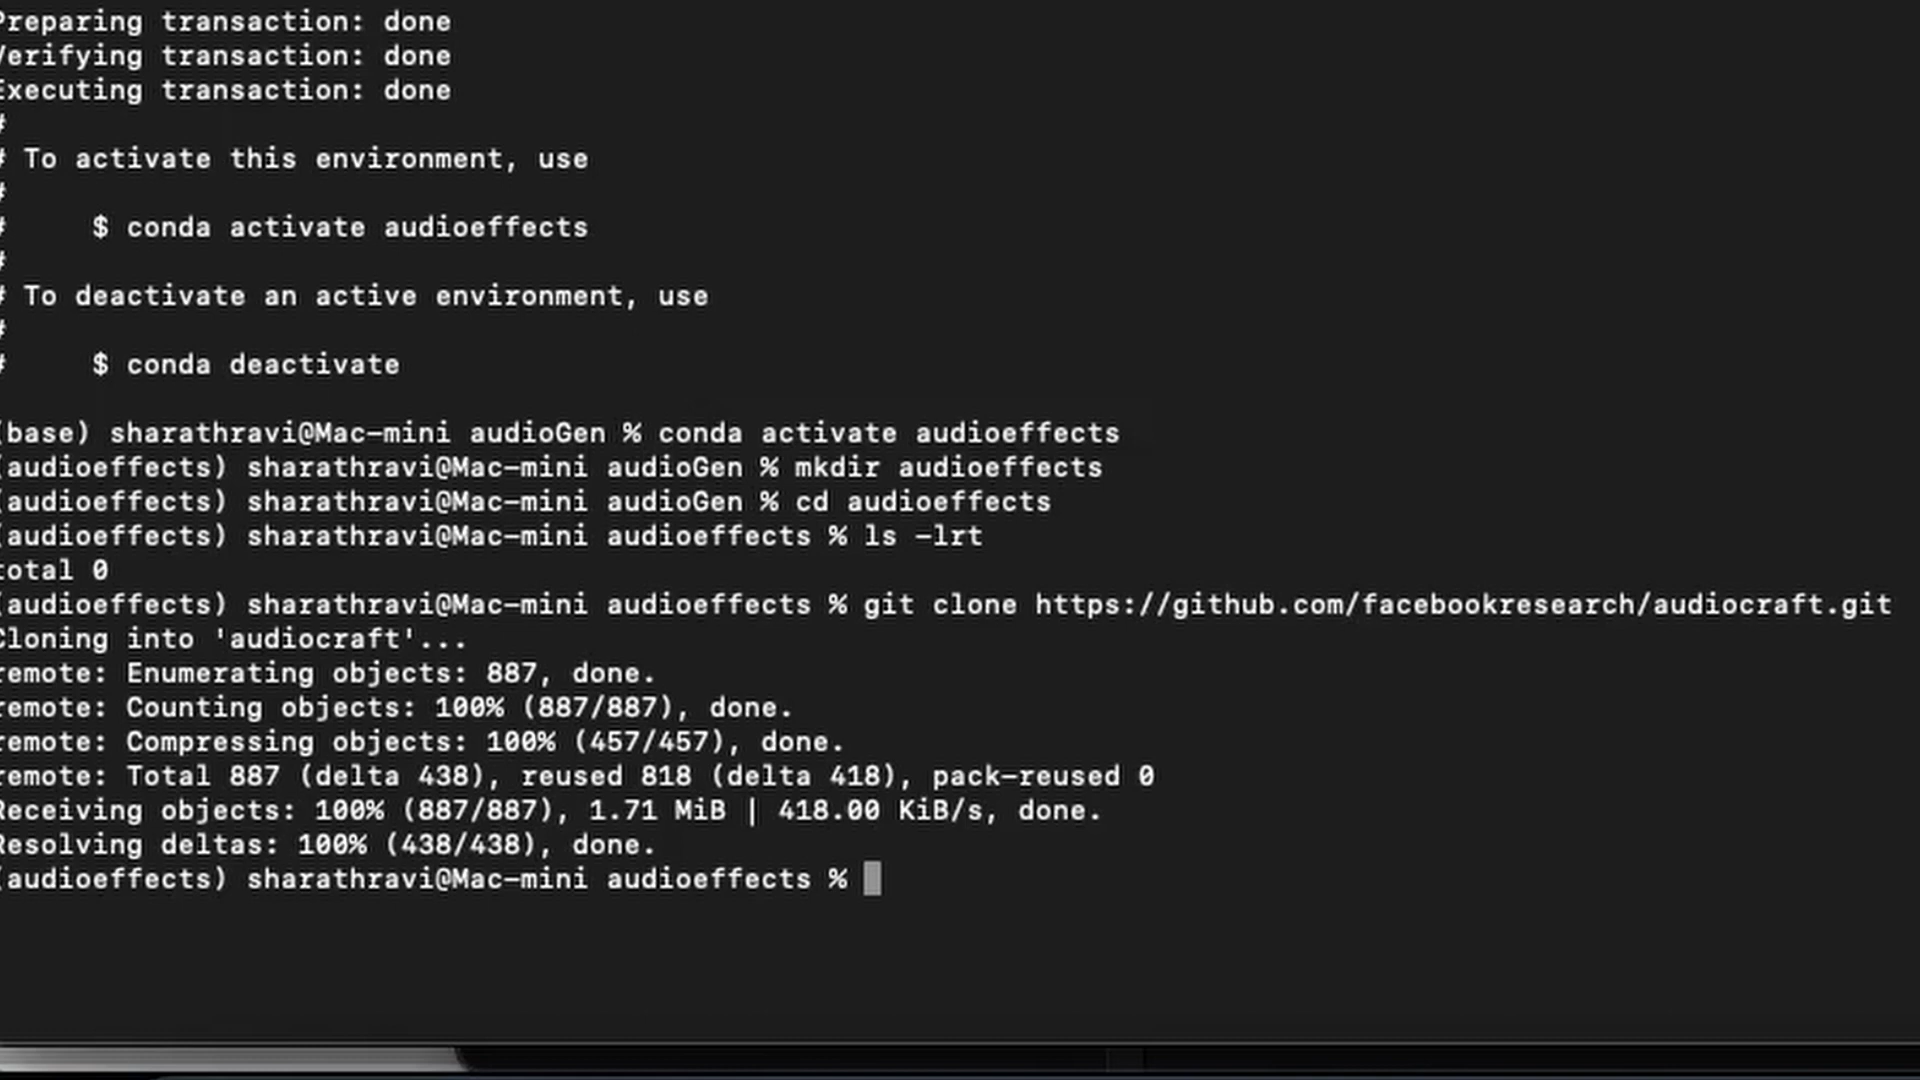 Preparing transaction: done
Verifying transaction: done
Executing transaction: done
#
# To activate this environment, use
#
#     $ conda activate audioeffects
#
# To deactivate an active environment, use
#
#     $ conda deactivate
(base) sharathravi@Mac-mini audioGen % conda activate audioeffects
(audioeffects) sharathravi@Mac-mini audioGen % mkdir audioeffects
(audioeffects) sharathravi@Mac-mini audioGen % cd audioeffects
(audioeffects) sharathravi@Mac-mini audioeffects % ls -lrt
total 0
(audioeffects) sharathravi@Mac-mini audioeffects % git clone https://github.com/facebookresearch/audiocraft.git
Cloning into 'audiocraft'...
remote: Enumerating objects: 887, done.
remote: Counting objects: 100% (887/887), done.
remote: Compressing objects: 100% (457/457), done.
remote: Total 887 (delta 438), reused 818 (delta 418), pack-reused 0
Receiving objects: 100% (887/887), 1.71 MiB | 418.00 KiB/s, done.
Resolving deltas: 100% (438/438), done.
(audioeffects) sharathravi@Mac-mini audioeffects %